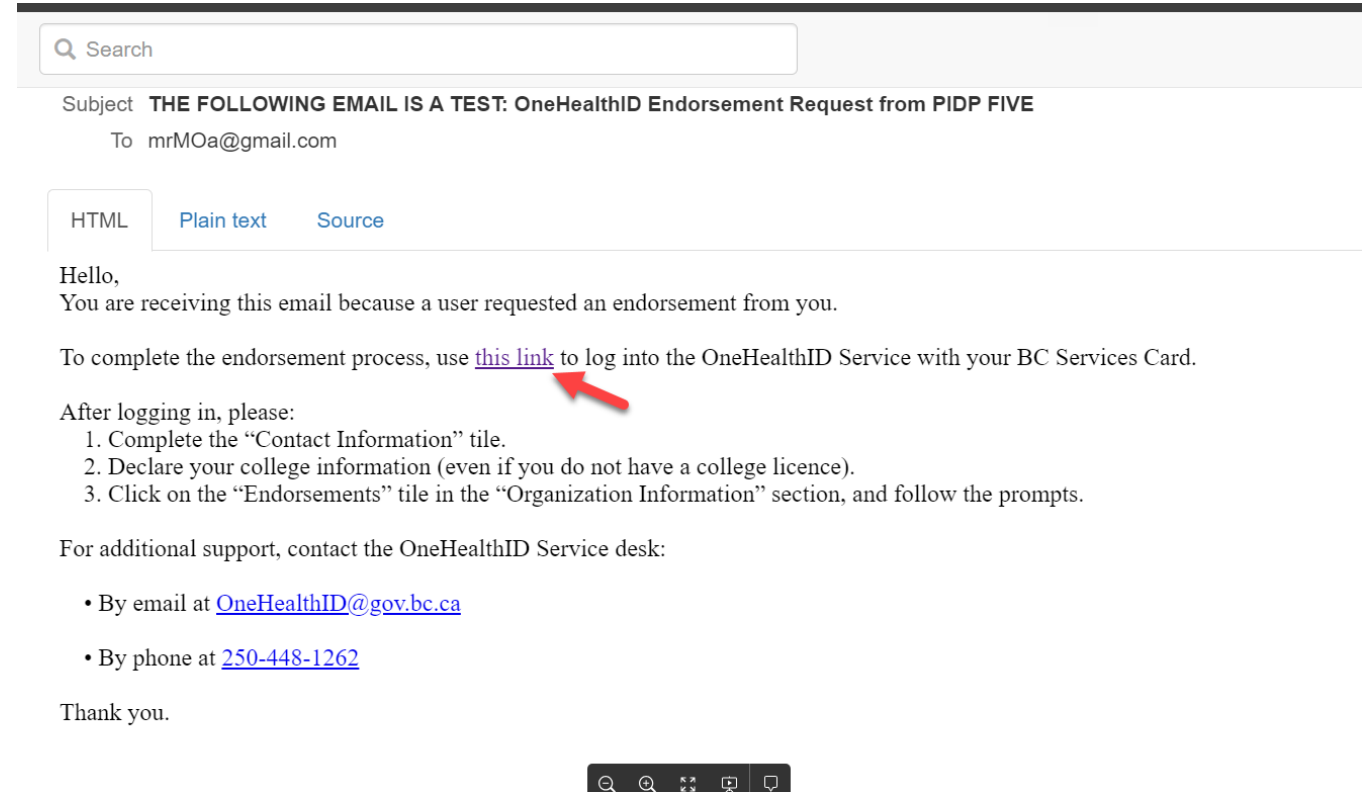 Search
Subject THE FOLLOWING EMAIL IS A TEST: OneHealthID Endorsement Request from PIDP FIVE
To mrMOa@gmail.com
HTML Plain text Source
Hello,
You are receiving this email because a user requested an endorsement from you.
To complete the endorsement process, use this link to log into the OneHealthID Service with your BC Services Card.
After logging in, please:
1. Complete the “Contact Information” tile.
2. Declare your college information (even if you do not have a college licence).
3. Click on the “Endorsements” tile in the “Organization Information” section, and follow the prompts.
For additional support, contact the OneHealthID Service desk:
• By email at OneHealthID@gov.bc.ca
• By phone at 250-448-1262
Thank you.